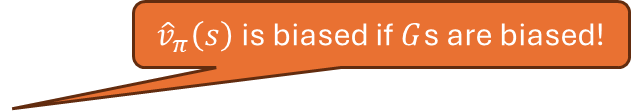 v̂π(s) is biased if Gs are biased!